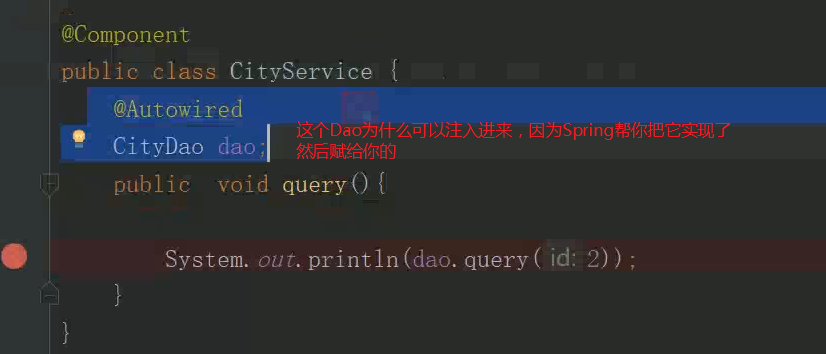 @Component
public class CityService {
@Autowired
CityDao dao;
这个Dao为什么可以注入进来，因为Spring帮你把它实现了
然后赋给你的
public void query(){
System.out.println(dao.query( id: 2));
}
}